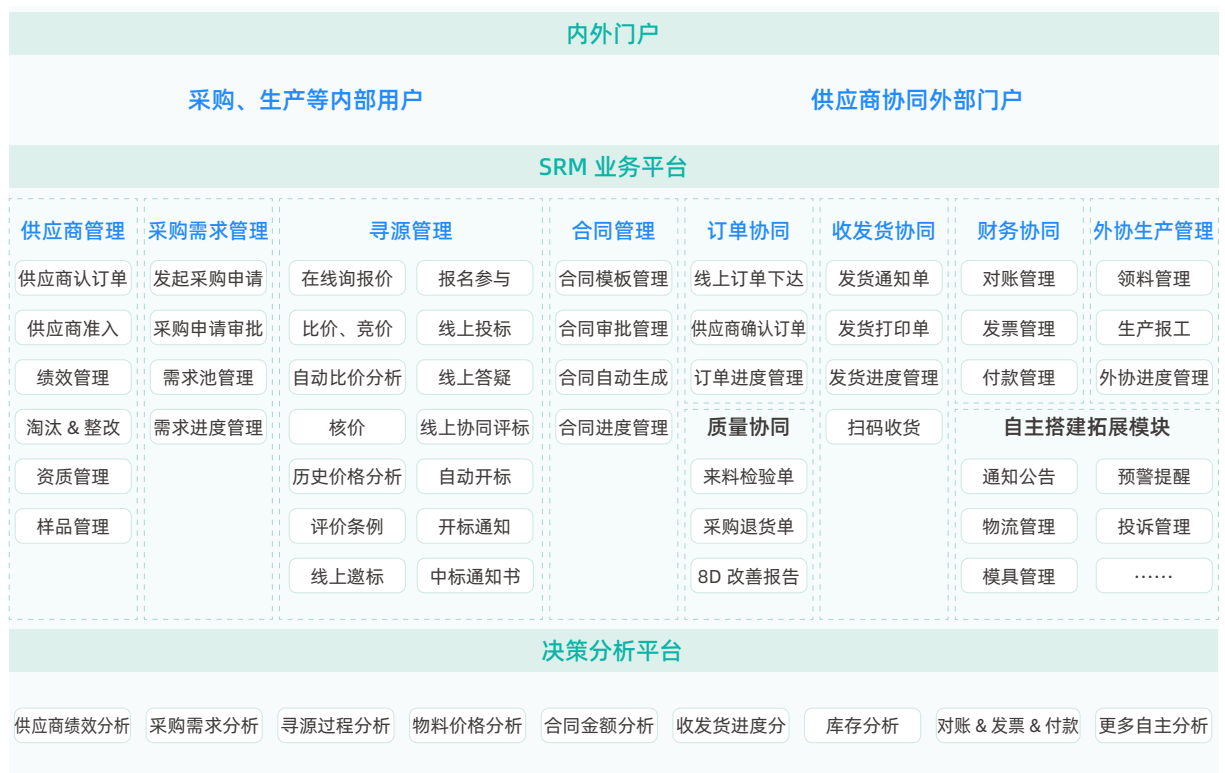 内外门户
采购、生产等内部用户
供应商协同外部门户
SRM 业务平台
供应商管理
供应商认订单
供应商准入
绩效管理
淘汰 & 整改
资质管理
样品管理
采购需求管理
发起采购申请
采购申请审批
需求池管理
需求进度管理
寻源管理
在线询报价
报名参与
比价、竞价
线上投标
自动比价分析
线上答疑
核价
线上协同评标
历史价格分析
自动开标
评价条例
开标通知
线上邀标
中标通知书
合同管理
合同模板管理
合同审批管理
合同自动生成
合同进度管理
订单协同
线上订单下达
供应商确认订单
订单进度管理
质量协同
来料检验单
采购退货单
8D 改善报告
收发货协同
发货通知单
发货打印单
发货进度管理
扫码收货
财务协同
对账管理
发票管理
付款管理
外协生产管理
领料管理
生产报工
外协进度管理
自主搭建拓展模块
通知公告
预警提醒
物流管理
投诉管理
模具管理
······
决策分析平台
供应商绩效分析
采购需求分析
寻源过程分析
物料价格分析
合同金额分析
收发货进度分
库存分析
对账 & 发票 & 付款
更多自主分析